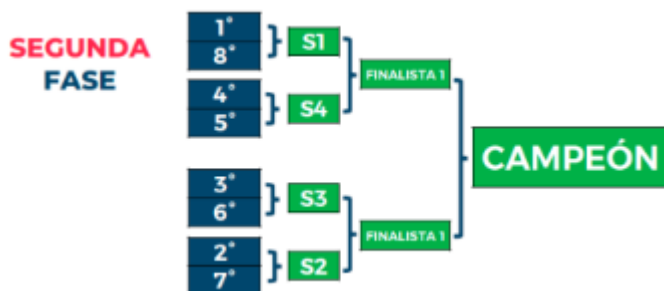 SEGUNDA
FASE
1°
8°
S1
4°
5°
S4
FINALISTA 1
3°
6°
S3
2°
7°
S2
FINALISTA 1
CAMPEÓN